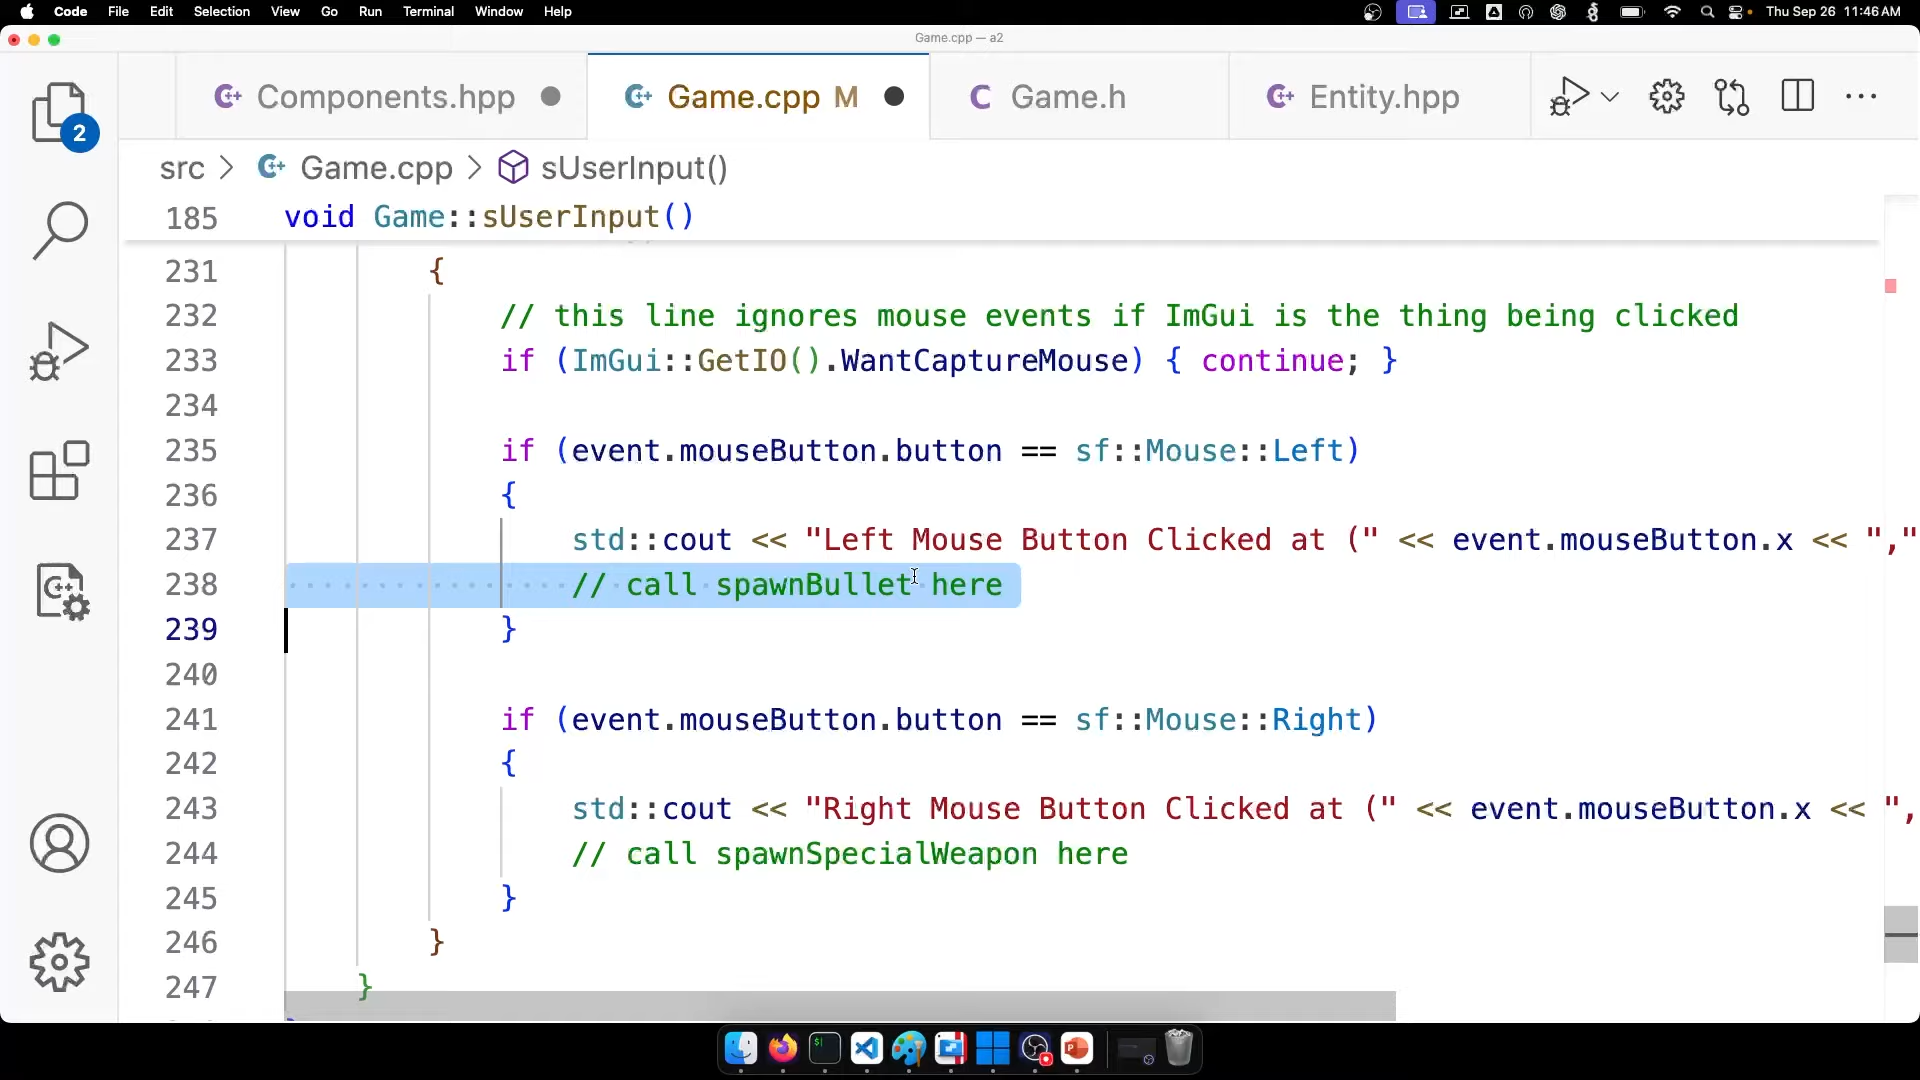 Code File Edit Selection View Go Run Terminal Window Help Thu Sep 26 11:46 AM
Game.cpp — a2
Components.hpp Game.cpp M Game.h Entity.hpp
2
src > Game.cpp > sUserInput()
185 void Game::sUserInput()
231 {
232 // this line ignores mouse events if ImGui is the thing being clicked
233 if (ImGui::GetIO().WantCaptureMouse) { continue; }
234
235 if (event.mouseButton.button == sf::Mouse::Left)
236 {
237 std::cout << "Left Mouse Button Clicked at (" << event.mouseButton.x << ","
238 // call spawnBullet here
239 }
240
241 if (event.mouseButton.button == sf::Mouse::Right)
242 {
243 std::cout << "Right Mouse Button Clicked at (" << event.mouseButton.x << ",
244 // call spawnSpecialWeapon here
245 }
246 }
247 }